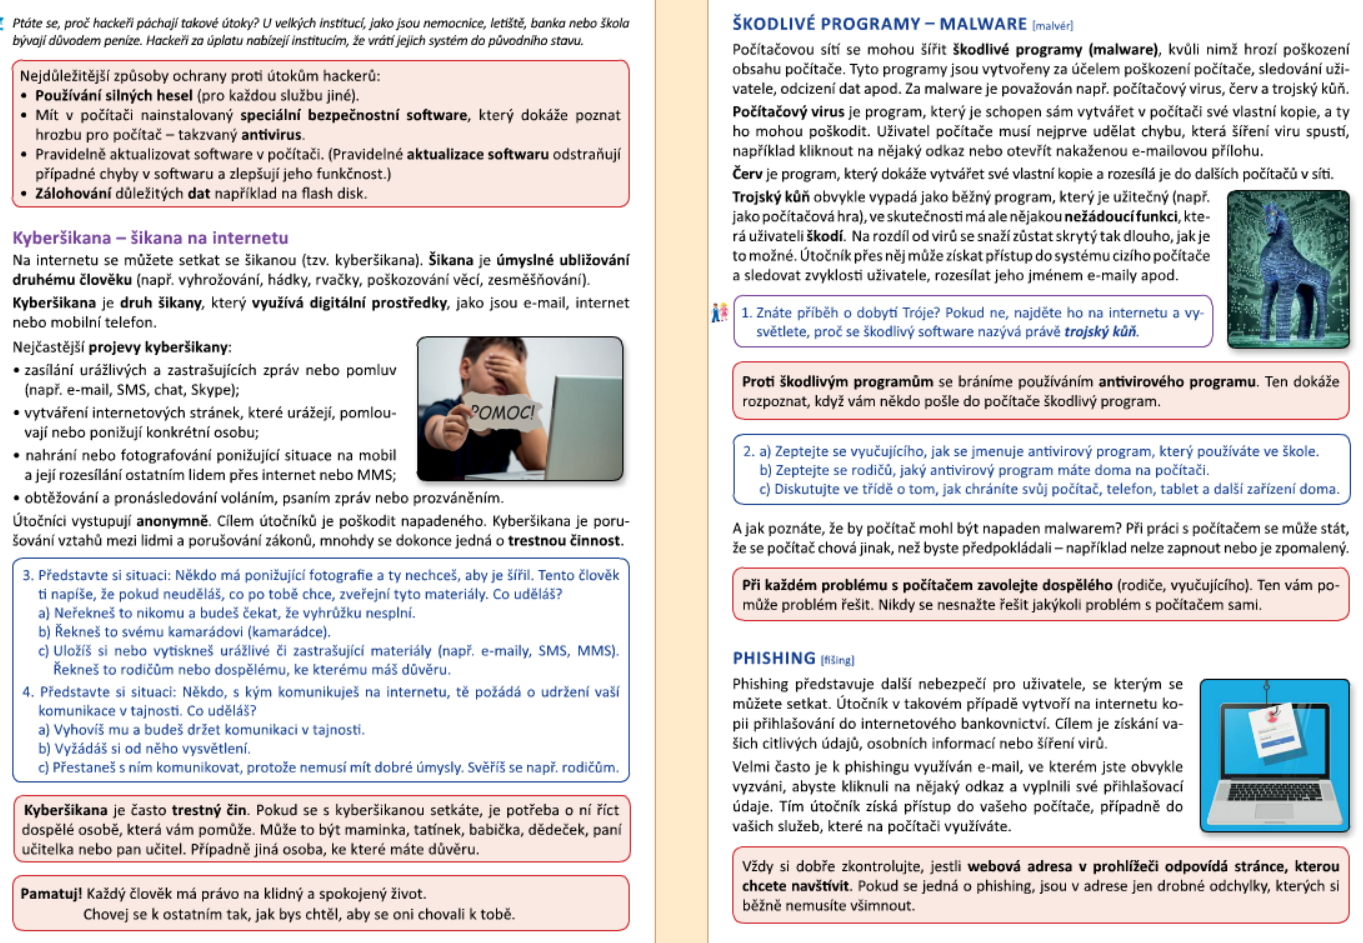 Ptáte se, proč hackeři páchají takové útoky? U velkých institucí, jako jsou nemocnice, letiště, banka nebo škola
bývají důvodem peníze. Hackeři za úplatu nabízejí institucím, že vrátí jejich systém do původního stavu.
Nejdůležitější způsoby ochrany proti útokům hackerů:
• Používání silných hesel (pro každou službu jiné).
• Mít v počítači nainstalovaný speciální bezpečnostní software, který dokáže poznat
hrozbu pro počítač – takzvaný antivirus.
• Pravidelně aktualizovat software v počítači. (Pravidelné aktualizace softwaru odstraňují
případné chyby v softwaru a zlepšují jeho funkčnost.)
• Zálohování důležitých dat například na flash disk.
Kyberšikana – šikana na internetu
Na internetu se můžete setkat se šikanou (tzv. kyberšikana). Šikana je úmyslné ubližování
druhému člověku (např. vyhrožování, hádky, rvačky, poškozování věcí, zesměšňování).
Kyberšikana je druh šikany, který využívá digitální prostředky, jako jsou e-mail, internet
nebo mobilní telefon.
Nejčastější projevy kyberšikany:
• zasílání urážlivých a zastrašujících zpráv nebo pomluv
(např. e-mail, SMS, chat, Skype);
• vytváření internetových stránek, které urážejí, pomlou-
vají nebo ponižují konkrétní osobu;
• nahrání nebo fotografování ponižující situace na mobil
a její rozesílání ostatním lidem přes internet nebo MMS;
• obtěžování a pronásledování voláním, psaním zpráv nebo prozváněním.
POMOC!
Útočníci vystupují anonymně. Cílem útočníků je poškodit napadeného. Kyberšikana je poru-
šování vztahů mezi lidmi a porušování zákonů, mnohdy se dokonce jedná o trestnou činnost.
3. Představte si situaci: Někdo má ponižující fotografie a ty nechceš, aby je šířil. Tento člověk
ti napíše, že pokud neuděláš, co po tobě chce, zveřejní tyto materiály. Co uděláš?
a) Neřekneš to nikomu a budeš čekat, že vyhrůžku nesplní.
b) Řekneš to svému kamarádovi (kamarádce).
c) Uložíš si nebo vytiskneš urážlivé či zastrašující materiály (např. e-maily, SMS, MMS).
Řekneš to rodičům nebo dospělému, ke kterému máš důvěru.
4. Představte si situaci: Někdo, s kým komunikuješ na internetu, tě požádá o udržení vaší
komunikace v tajnosti. Co uděláš?
a) Vyhovíš mu a budeš držet komunikaci v tajnosti.
b) Vyžádáš si od něho vysvětlení.
c) Přestaneš s ním komunikovat, protože nemusí mít dobré úmysly. Svěříš se např. rodičům.
Kyberšikana je často trestný čin. Pokud se s kyberšikanou setkáte, je potřeba o ní říct
dospělé osobě, která vám pomůže. Může to být maminka, tatínek, babička, dědeček, paní
učitelka nebo pan učitel. Případně jiná osoba, ke které máte důvěru.
Pamatuj! Každý člověk má právo na klidný a spokojený život.
Chovej se k ostatním tak, jak bys chtěl, aby se oni chovali k tobě.
ŠKODLIVÉ PROGRAMY – MALWARE [malvér]
Počítačovou sítí se mohou šířit škodlivé programy (malware), kvůli nimž hrozí poškození
obsahu počítače. Tyto programy jsou vytvořeny za účelem poškození počítače, sledování uži-
vatele, odcizení dat apod. Za malware je považován např. počítačový virus, červ a trojský kůň.
Počítačový virus je program, který je schopen sám vytvářet v počítači své vlastní kopie, a ty
ho mohou poškodit. Uživatel počítače musí nejprve udělat chybu, která šíření viru spustí,
například kliknout na nějaký odkaz nebo otevřít nakaženou e-mailovou přílohu.
Červ je program, který dokáže vytvářet své vlastní kopie a rozesílá je do dalších počítačů v síti.
Trojský kůň obvykle vypadá jako běžný program, který je užitečný (např.
jako počítačová hra), ve skutečnosti má ale nějakou nežádoucí funkci, kte-
rá uživateli škodí. Na rozdíl od virů se snaží zůstat skrytý tak dlouho, jak je
to možné. Útočník přes něj může získat přístup do systému cizího počítače
a sledovat zvyklosti uživatele, rozesílat jeho jménem e-maily apod.
1. Znáte příběh o dobytí Tróje? Pokud ne, najděte ho na internetu a vy-
světlete, proč se škodlivý software nazývá právě trojský kůň.
Proti škodlivým programům se bráníme používáním antivirového programu. Ten dokáže
rozpoznat, když vám někdo pošle do počítače škodlivý program.
2. a) Zeptejte se vyučujícího, jak se jmenuje antivirový program, který používáte ve škole.
b) Zeptejte se rodičů, jaký antivirový program máte doma na počítači.
c) Diskutujte ve třídě o tom, jak chráníte svůj počítač, telefon, tablet a další zařízení doma.
A jak poznáte, že by počítač mohl být napaden malwarem? Při práci s počítačem se může stát,
že se počítač chová jinak, než byste předpokládali – například nelze zapnout nebo je zpomalený.
Při každém problému s počítačem zavolejte dospělého (rodiče, vyučujícího). Ten vám po-
může problém řešit. Nikdy se nesnažte řešit jakýkoli problém s počítačem sami.
PHISHING [fišing]
Phishing představuje další nebezpečí pro uživatele, se kterým se
můžete setkat. Útočník v takovém případě vytvoří na internetu ko-
pii přihlašování do internetového bankovnictví. Cílem je získání va-
šich citlivých údajů, osobních informací nebo šíření virů.
Velmi často je k phishingu využíván e-mail, ve kterém jste obvykle
vyzváni, abyste kliknuli na nějaký odkaz a vyplnili své přihlašovací
údaje. Tím útočník získá přístup do vašeho počítače, případně do
vašich služeb, které na počítači využíváte.
Vždy si dobře zkontrolujte, jestli webová adresa v prohlížeči odpovídá stránce, kterou
chcete navštívit. Pokud se jedná o phishing, jsou v adrese jen drobné odchylky, kterých si
běžně nemusíte všimnout.